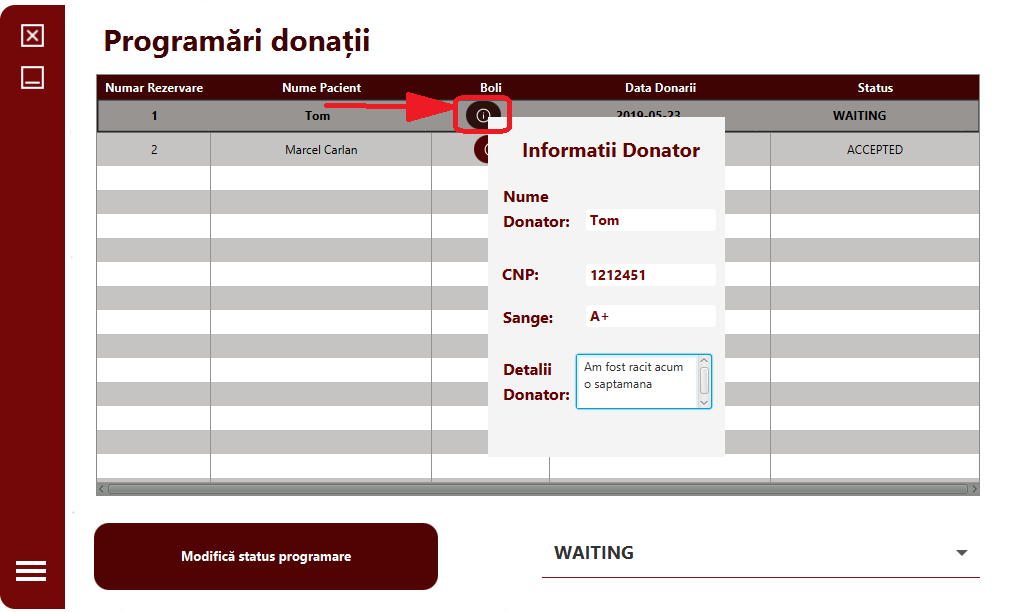 Programări donații
Numar Rezervare Nume Pacient Boli Data Donarii Status
1 Tom 2019-05-23 WAITING
2 Marcel Carlan ACCEPTED
Informatii Donator
Nume
Donator: Tom
CNP: 1212451
Sange: A+
Detalii
Donator:
Am fost racit acum
o saptamana
Modifică status programare
WAITING